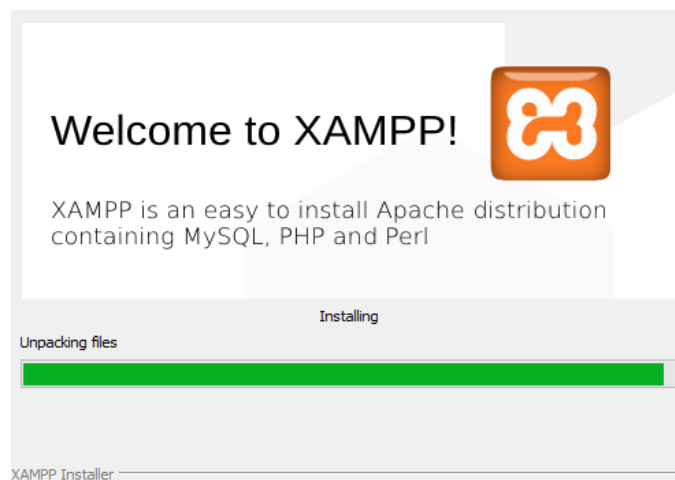 Welcome to XAMPP!
XAMPP is an easy to install Apache distribution
containing MySQL, PHP and Perl
Installing
Unpacking files
XAMPP Installer